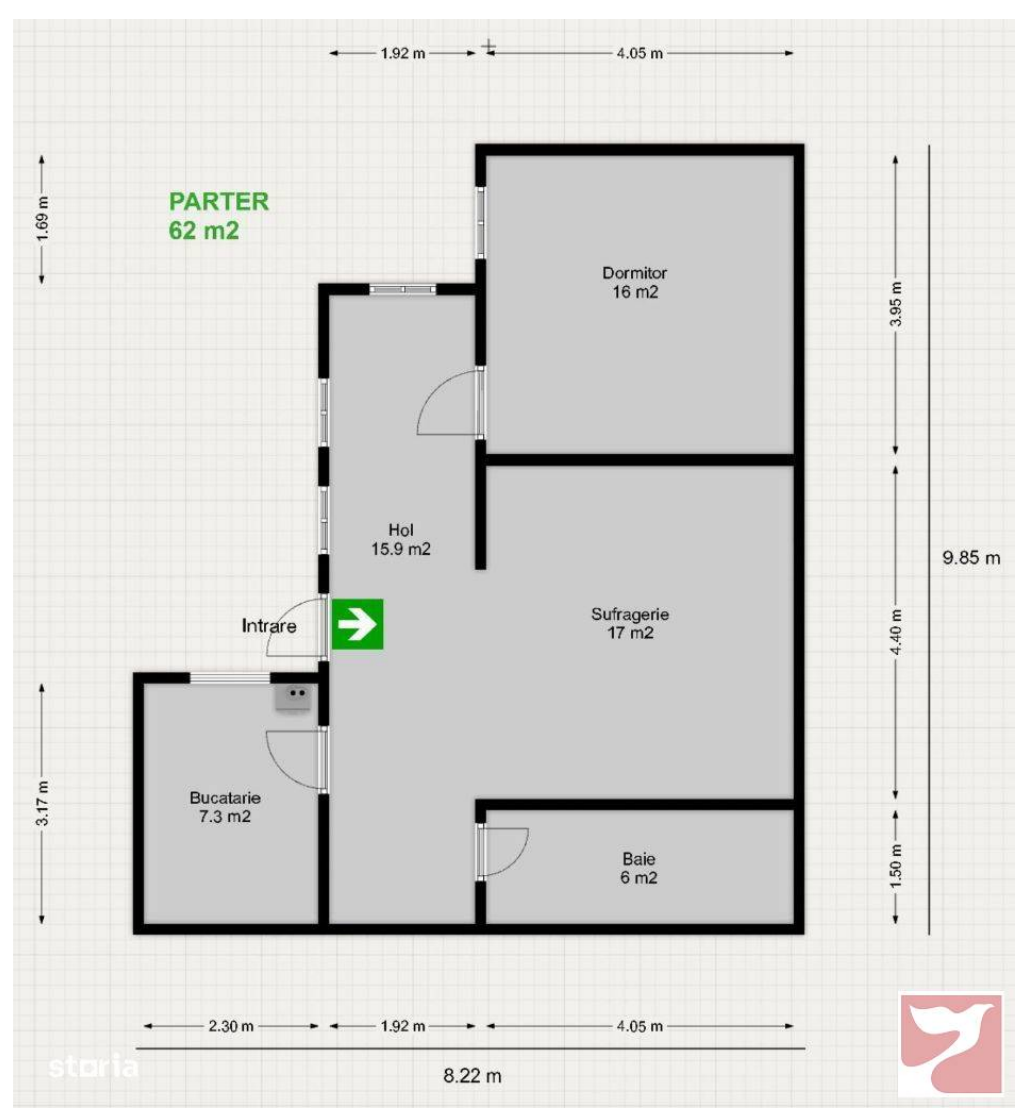 1.92 m
4.05 m
1.69 m
PARTER
62 m2
Dormitor
16 m2
3.95 m
Hol
15.9 m2
9.85 m
Intrare
Sufragerie
17 m2
4.40 m
3.17 m
Bucatarie
7.3 m2
Baie
6 m2
1.50 m
2.30 m
1.92 m
4.05 m
storia
8.22 m